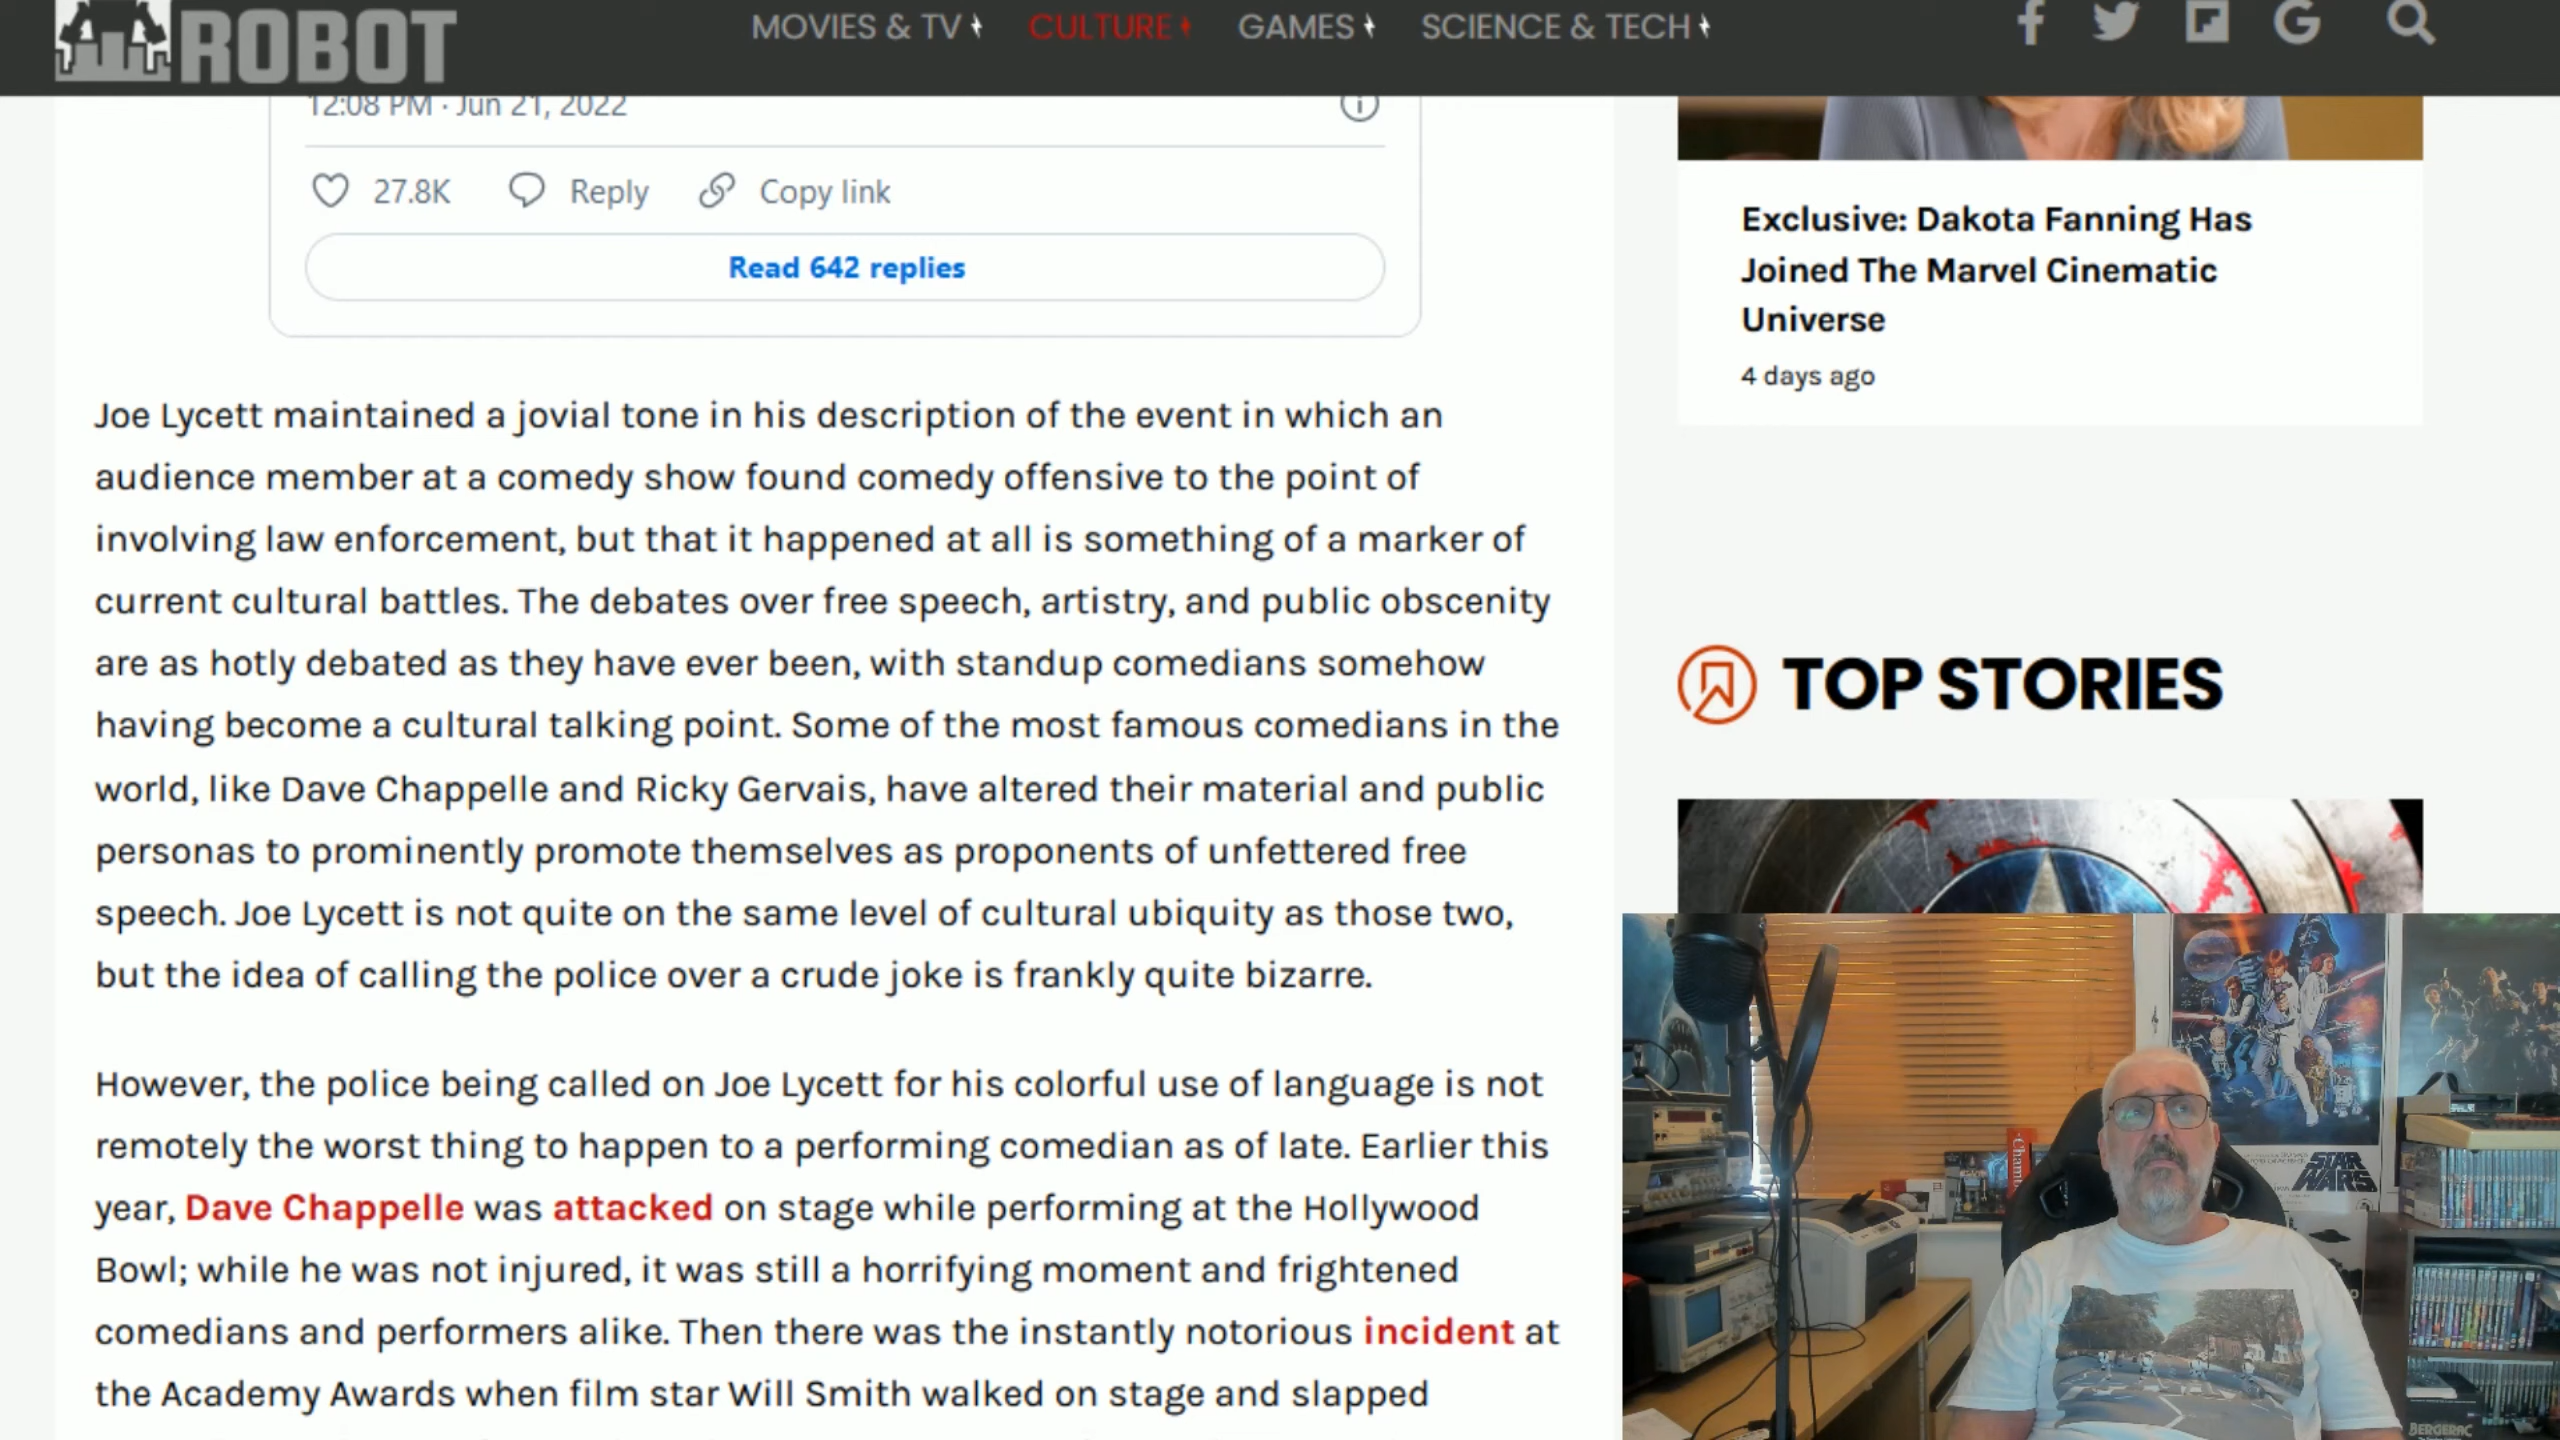 ROBOT
MOVIES & TV
CULTURE
GAMES
SCIENCE & TECH
12:08 PM · Jun 21, 2022
27.8K
Reply
Copy link
Read 642 replies
Joe Lycett maintained a jovial tone in his description of the event in which an
audience member at a comedy show found comedy offensive to the point of
involving law enforcement, but that it happened at all is something of a marker of
current cultural battles. The debates over free speech, artistry, and public obscenity
are as hotly debated as they have ever been, with standup comedians somehow
having become a cultural talking point. Some of the most famous comedians in the
world, like Dave Chappelle and Ricky Gervais, have altered their material and public
personas to prominently promote themselves as proponents of unfettered free
speech. Joe Lycett is not quite on the same level of cultural ubiquity as those two,
but the idea of calling the police over a crude joke is frankly quite bizarre.
However, the police being called on Joe Lycett for his colorful use of language is not
remotely the worst thing to happen to a performing comedian as of late. Earlier this
year, Dave Chappelle was attacked on stage while performing at the Hollywood
Bowl; while he was not injured, it was still a horrifying moment and frightened
comedians and performers alike. Then there was the instantly notorious incident at
the Academy Awards when film star Will Smith walked on stage and slapped
Exclusive: Dakota Fanning Has
Joined The Marvel Cinematic
Universe
4 days ago
TOP STORIES
STAR
WARS
BERGERAC